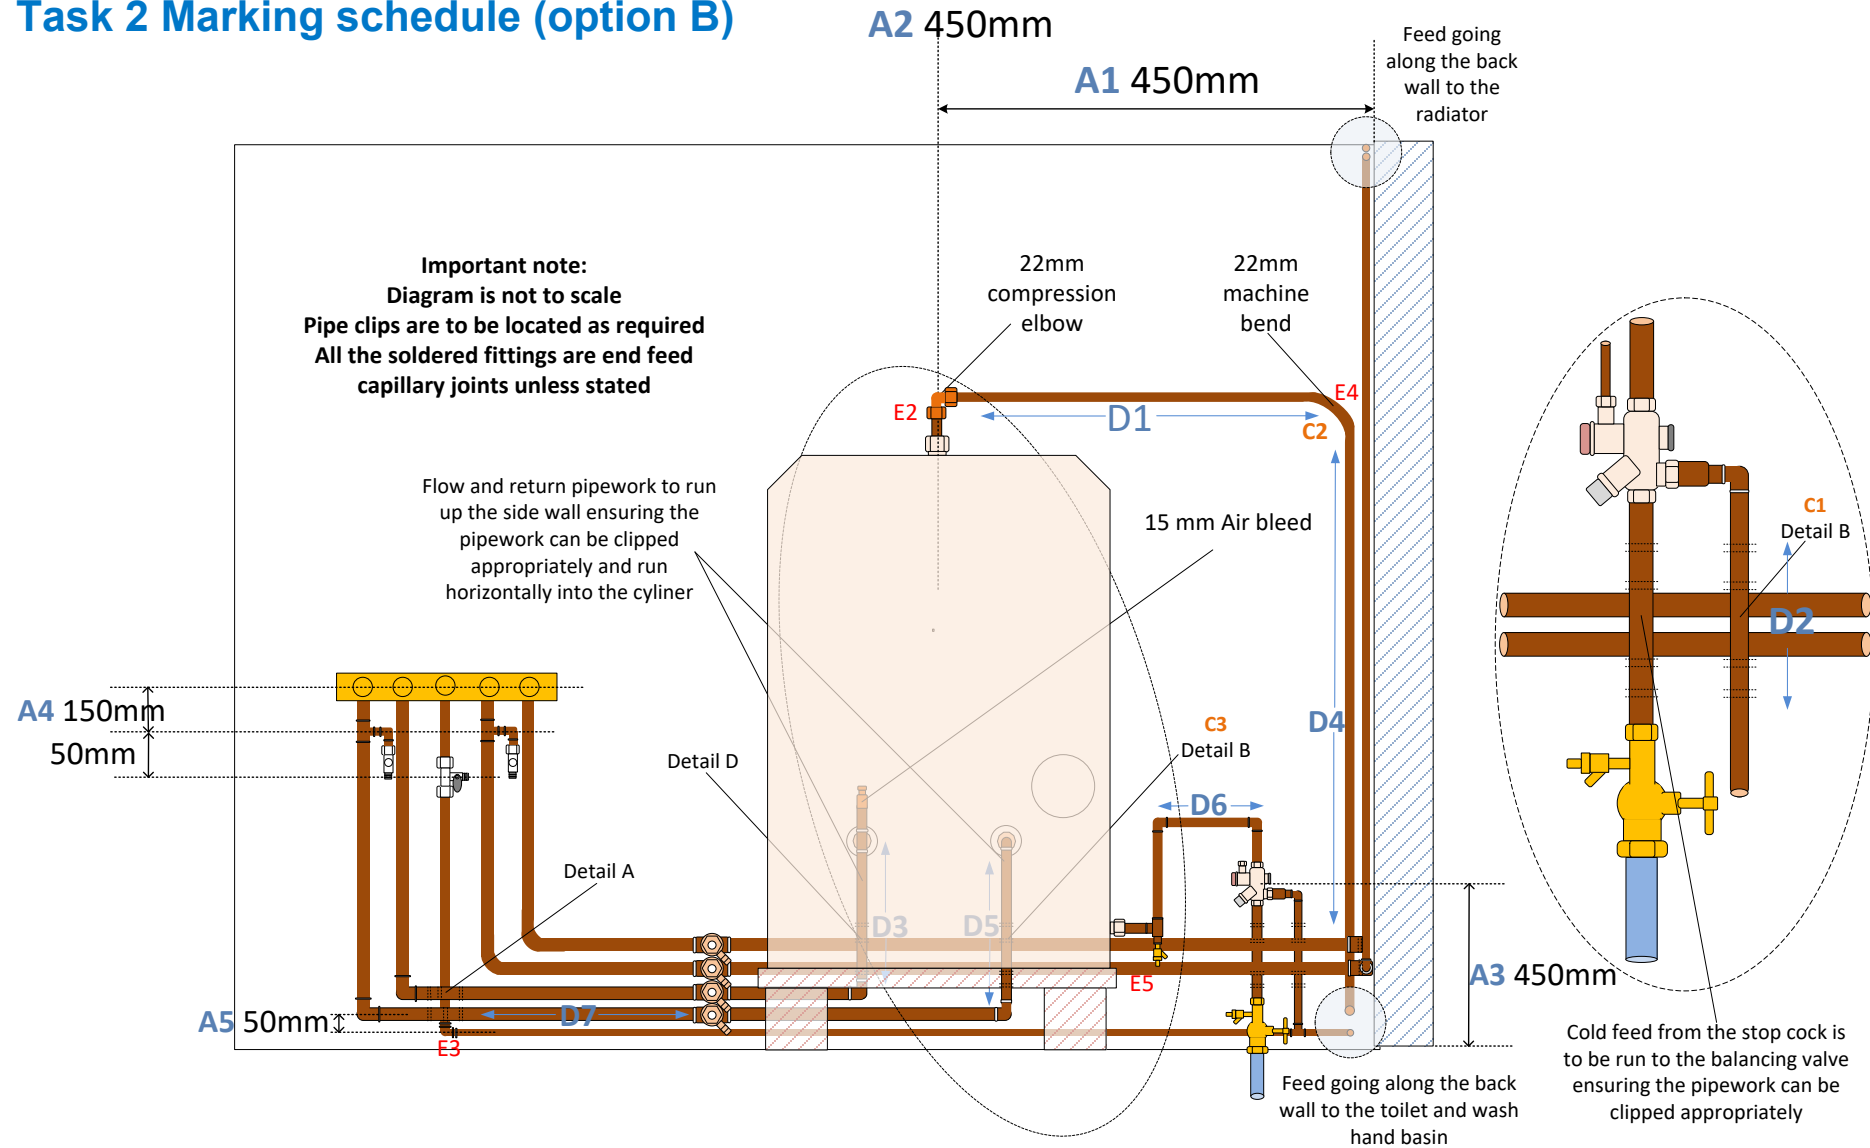 Task 2 Marking schedule (option B)
A2 450mm
A1 450mm
Feed going
along the back
wall to the
radiator
Important note:
Diagram is not to scale
Pipe clips are to be located as required
All the soldered fittings are end feed
capillary joints unless stated
22mm
compression
elbow
22mm
machine
bend
E2
D1
E4
C2
Flow and return pipework to run
up the side wall ensuring the
pipework can be clipped
appropriately and run
horizontally into the cyliner
15 mm Air bleed
C1
Detail B
D2
A4 150mm
50mm
Detail D
C3
Detail B
D4
D6
Detail A
D3
D5
A3 450mm
E5
A5 50mm
D7
E3
Feed going along the back
wall to the toilet and wash
hand basin
Cold feed from the stop cock is
to be run to the balancing valve
ensuring the pipework can be
clipped appropriately